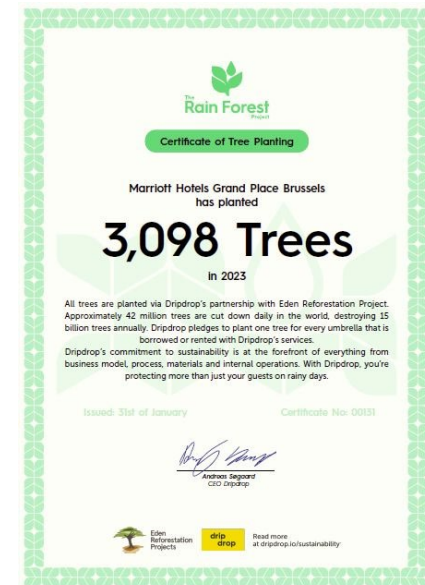 The
Rain Forest
Project
Certificate of Tree Planting
Marriott Hotels Grand Place Brussels
has planted
3,098 Trees
in 2023
All trees are planted via Dripdrop's partnership with Eden Reforestation Project.
Approximately 42 million trees are cut down daily in the world, destroying 15
billion trees annually. Dripdrop pledges to plant one tree for every umbrella that is
borrowed or rented with Dripdrop's services.
Dripdrop's commitment to sustainability is at the forefront of everything from
business model, process, materials and internal operations. With Dripdrop, you're
protecting more than just your guests on rainy days.
Issued: 31st of January
Certificate No: 00131
Andreas Søgaard
CEO Dripdrop
Eden
Reforestation
Projects
drip
drop
Read more
at dripdrop.io/sustainability